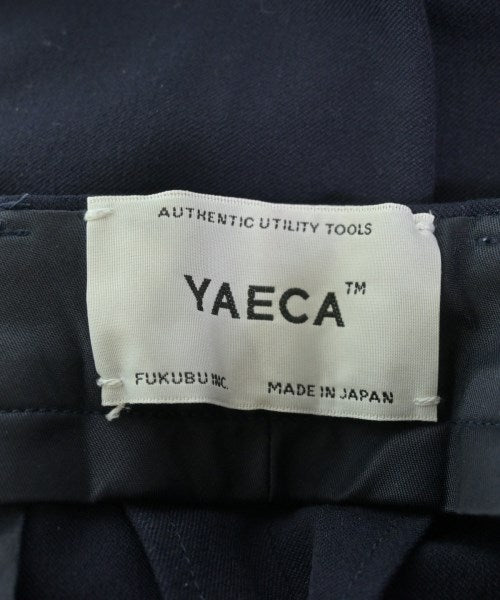 AUTHENTIC UTILITY TOOLS
YAECA™
FUKUBU INC. MADE IN JAPAN